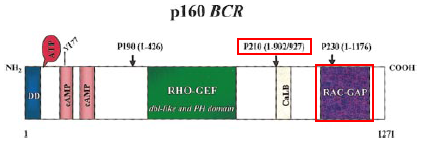 p160 BCR
ATP
Y177
P190 (1-426)
P210 (1-902/927)
P230 (1-1176)
NH2
COOH
DD
cAMP
cAMP
RHO-GEF
dbl-like and PH domain
CaLB
RAC-GAP
1
1271